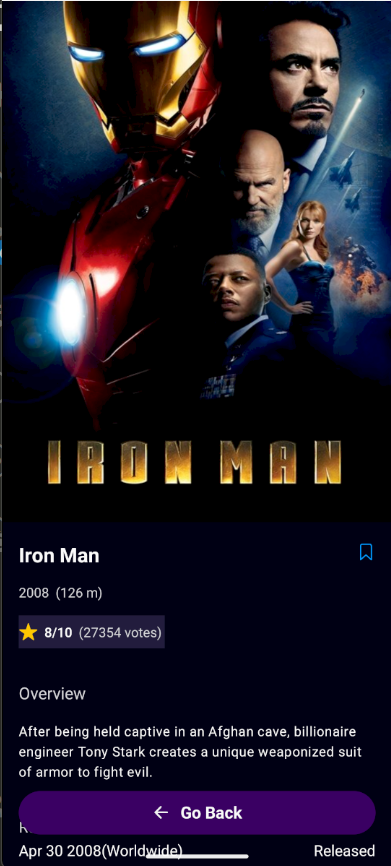 IRON MAN
Iron Man
2008 (126 m)
8/10 (27354 votes)
Overview
After being held captive in an Afghan cave, billionaire
engineer Tony Stark creates a unique weaponized suit
of armor to fight evil.
Go Back
Apr 30 2008(Worldwide)
Released